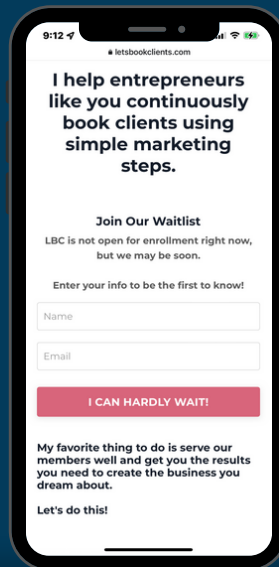 9:12
letsbookclients.com
I help entrepreneurs
like you continuously
book clients using
simple marketing
steps.
Join Our Waitlist
LBC is not open for enrollment right now,
but we may be soon.
Enter your info to be the first to know!
Name
Email
I CAN HARDLY WAIT!
My favorite thing to do is serve our
members well and get you the results
you need to create the business you
dream about.
Let's do this!